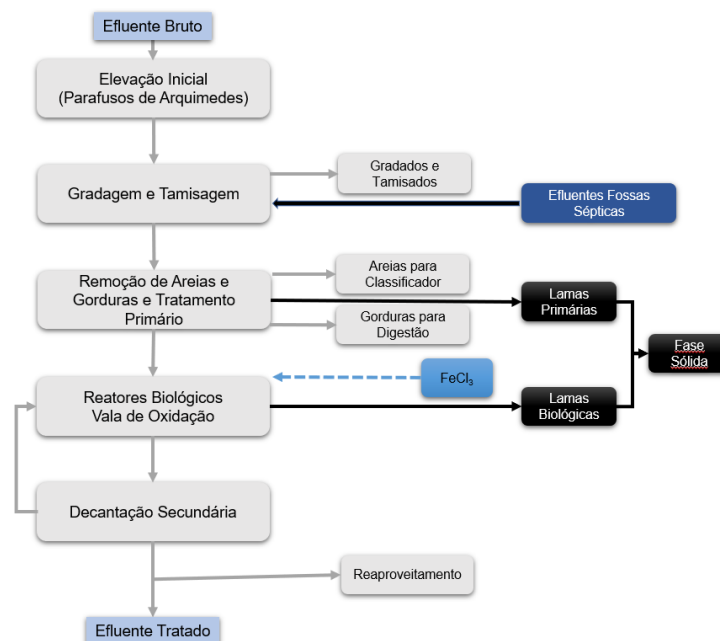 Efluente Bruto
Elevação Inicial
(Parafusos de Arquimedes)
Gradagem e Tamisagem
Gradados e
Tamisados
Efluentes Fossas
Sépticas
Remoção de Areias e
Gorduras e Tratamento
Primário
Areias para
Classificador
Gorduras para
Digestão
Lamas
Primárias
Fase
Sólida
Reatores Biológicos
Vala de Oxidação
FeCl₃
Lamas
Biológicas
Decantação Secundária
Reaproveitamento
Efluente Tratado